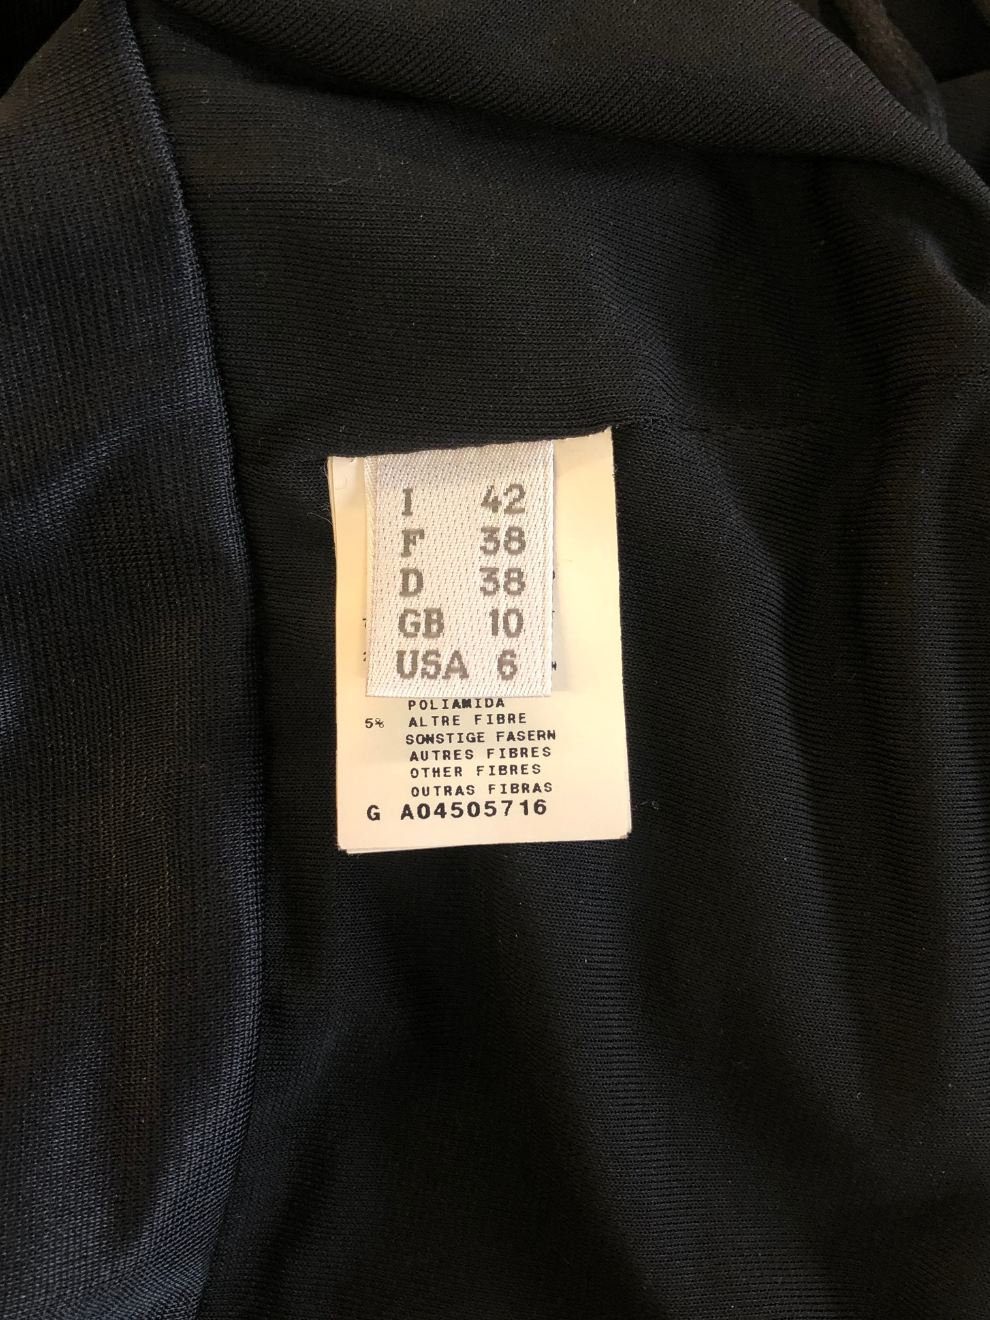 I 42
F 38
D 38
GB 10
USA 6
POLIAMIDA
5% ALTRE FIBRE
SONSTIGE FASERN
AUTRES FIBRES
OTHER FIBRES
OUTRAS FIBRAS
G A04505716